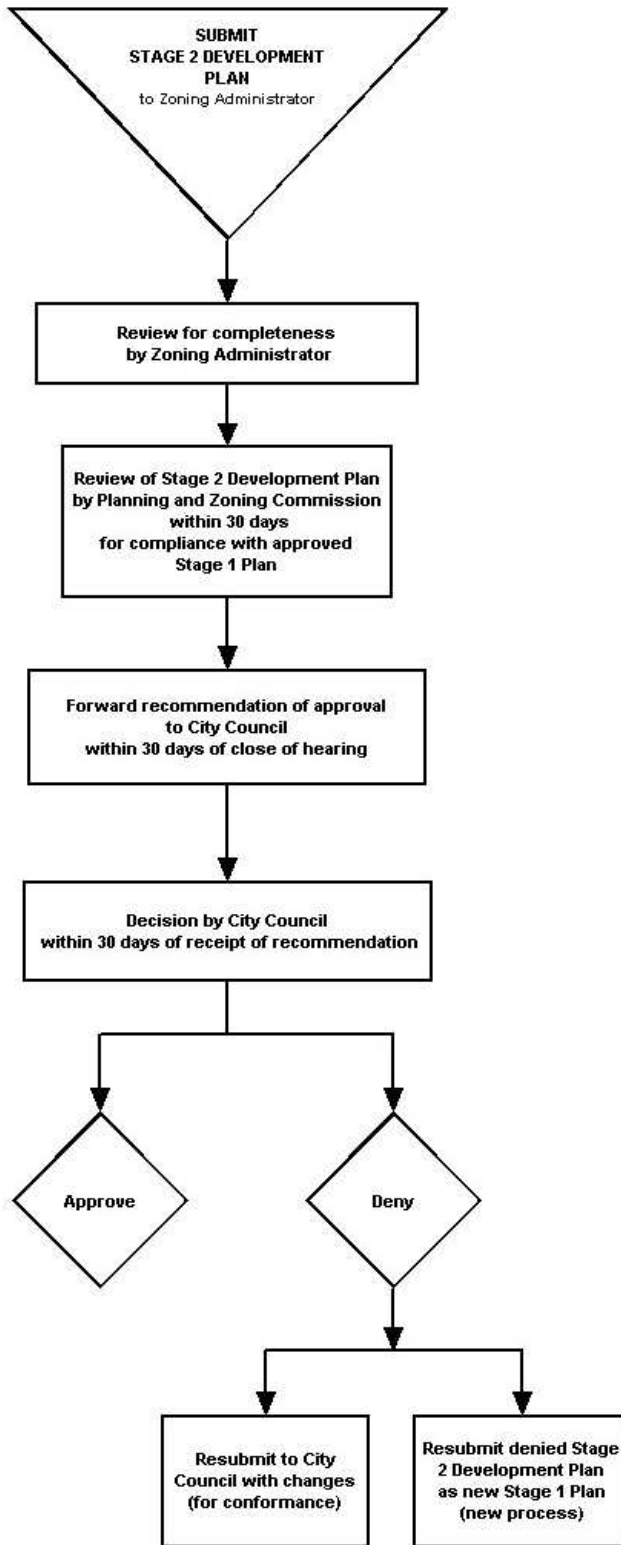 SUBMIT
STAGE 2 DEVELOPMENT
PLAN
to Zoning Administrator
Review for completeness
by Zoning Administrator
Review of Stage 2 Development Plan
by Planning and Zoning Commission
within 30 days
for compliance with approved
Stage 1 Plan
Forward recommendation of approval
to City Council
within 30 days of close of hearing
Decision by City Council
within 30 days of receipt of recommendation
Approve
Deny
Resubmit to City
Council with changes
(for conformance)
Resubmit denied Stage
2 Development Plan
as new Stage 1 Plan
(new process)